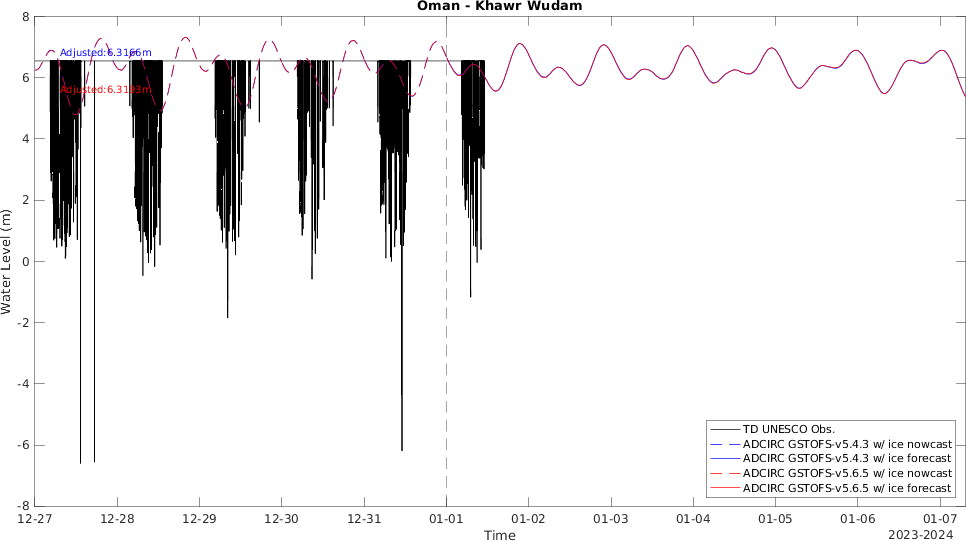 Oman - Khawr Wudam
Adjusted:6.3166m
Adjusted:6.3193m
Water Level (m)
8
6
4
2
0
-2
-4
-6
-8
TD UNESCO Obs.
ADCIRC GSTOFS-v5.4.3 w/ ice nowcast
ADCIRC GSTOFS-v5.4.3 w/ ice forecast
ADCIRC GSTOFS-v5.6.5 w/ ice nowcast
ADCIRC GSTOFS-v5.6.5 w/ ice forecast
12-27 12-28 12-29 12-30 12-31 01-01 01-02 01-03 01-04 01-05 01-06 01-07
Time
2023-2024